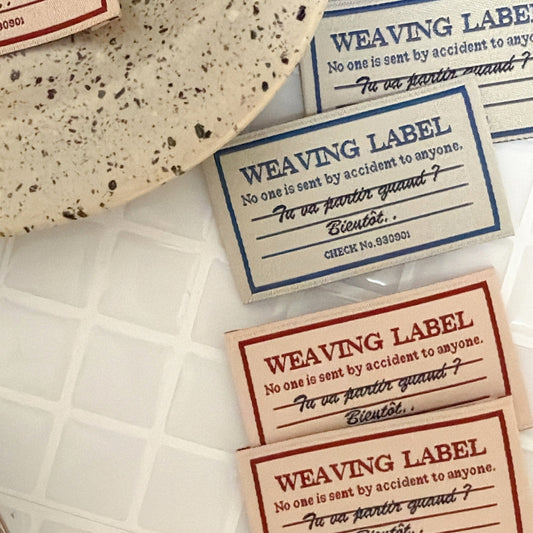 930901
WEAVING LABEL
No one is sent by accident to anyo
Tu va partir quand ?
WEAVING LABEL
No one is sent by accident to anyone.
Tu va partir quand ?
Bientôt..
CHECK No.930901
WEAVING LABEL
No one is sent by accident to anyone.
Tu va partir quand ?
Bientôt..
WEAVING LABEL
No one is sent by accident to anyone.
Tu va partir quand ?
Bientôt..